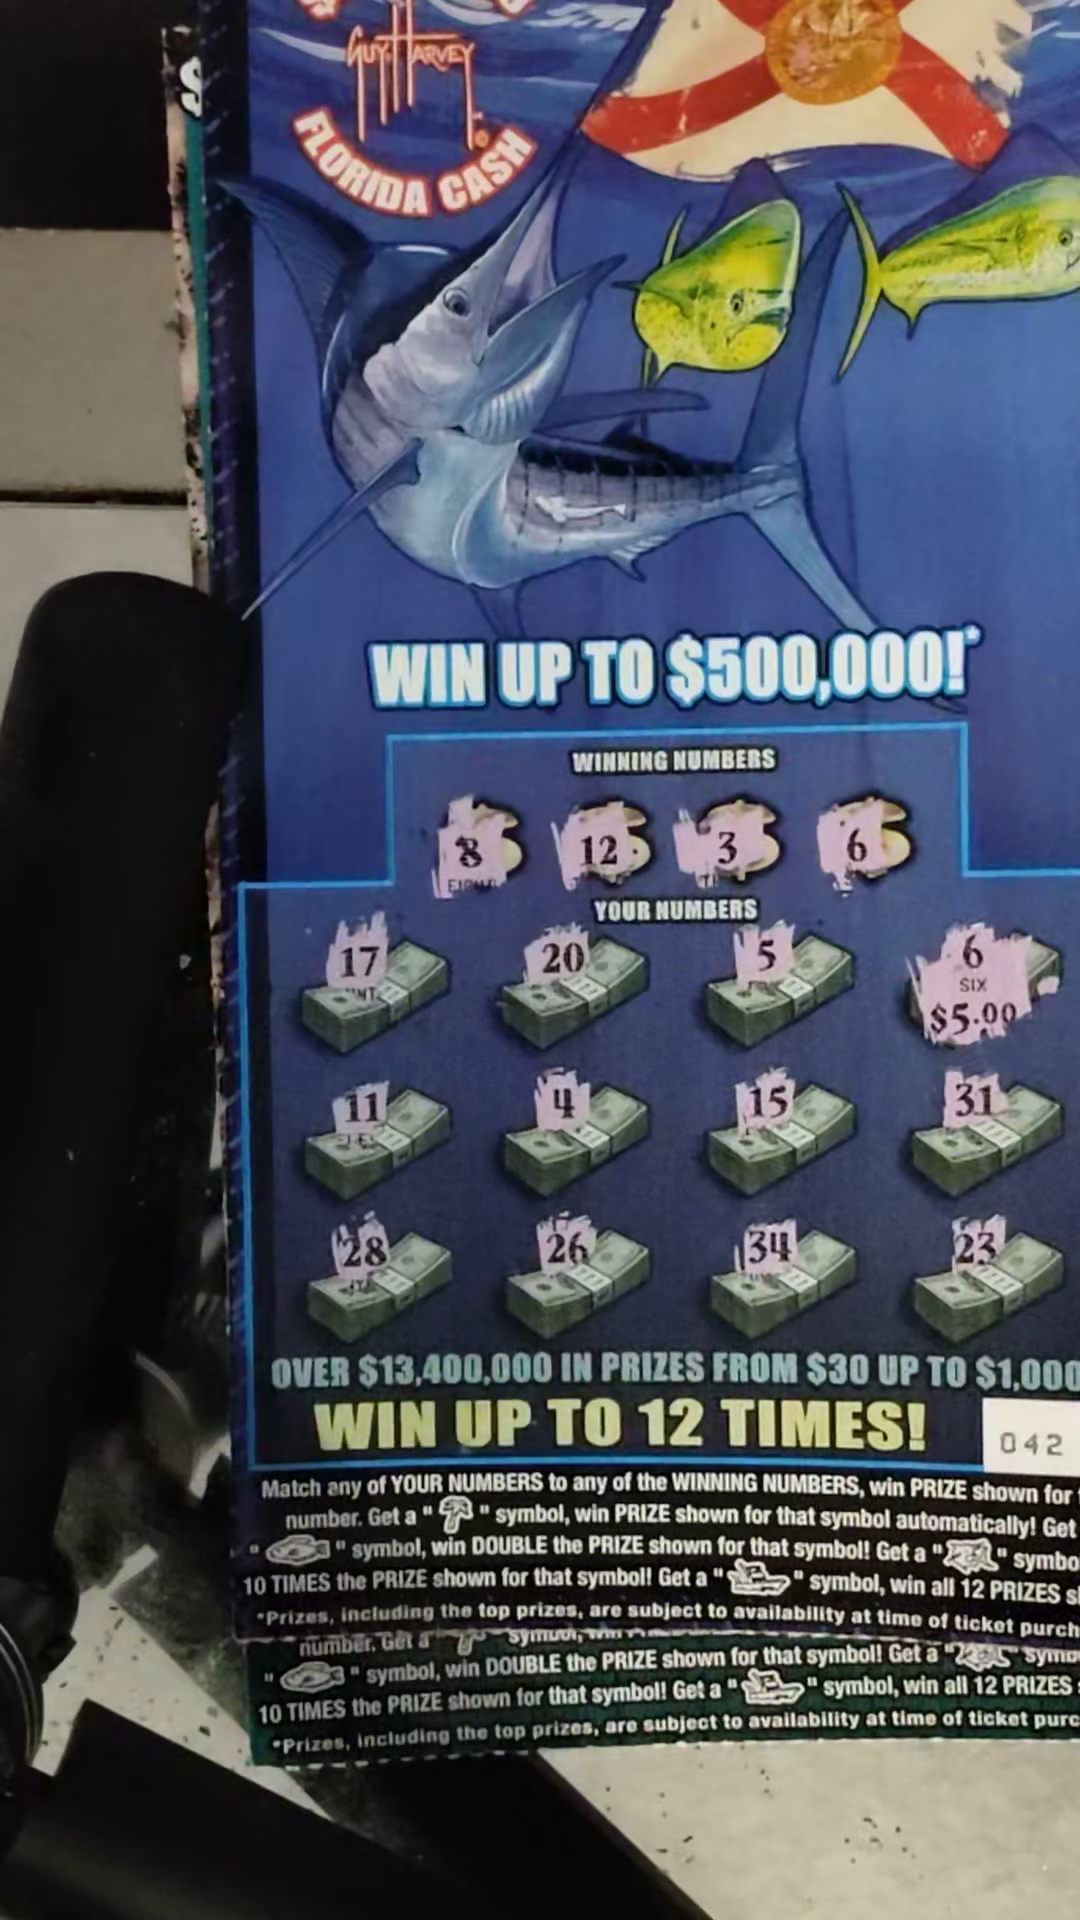 $
GUY HARVEY
FLORIDA CASH
WIN UP TO $500,000!*
WINNING NUMBERS
8 12 3 6
YOUR NUMBERS
17 20 5 6
SIX
$5.00
11 4 15 31
28 26 34 23
OVER $13,400,000 IN PRIZES FROM $30 UP TO $1,000
WIN UP TO 12 TIMES!
042
Match any of YOUR NUMBERS to any of the WINNING NUMBERS, win PRIZE shown for
number. Get a " " symbol, win PRIZE shown for that symbol automatically! Get
" " symbol, win DOUBLE the PRIZE shown for that symbol! Get a " "
10 TIMES the PRIZE shown for that symbol! Get a " " symbol, win all 12 PRIZES
*Prizes, including the top prizes, are subject to availability at time of ticket
number. Get a " " symbol,
" " symbol, win DOUBLE the PRIZE shown for that symbol! Get a " "
10 TIMES the PRIZE shown for that symbol! Get a " " symbol, win all 12 PRIZES
*Prizes, including the top prizes, are subject to availability at time of ticket